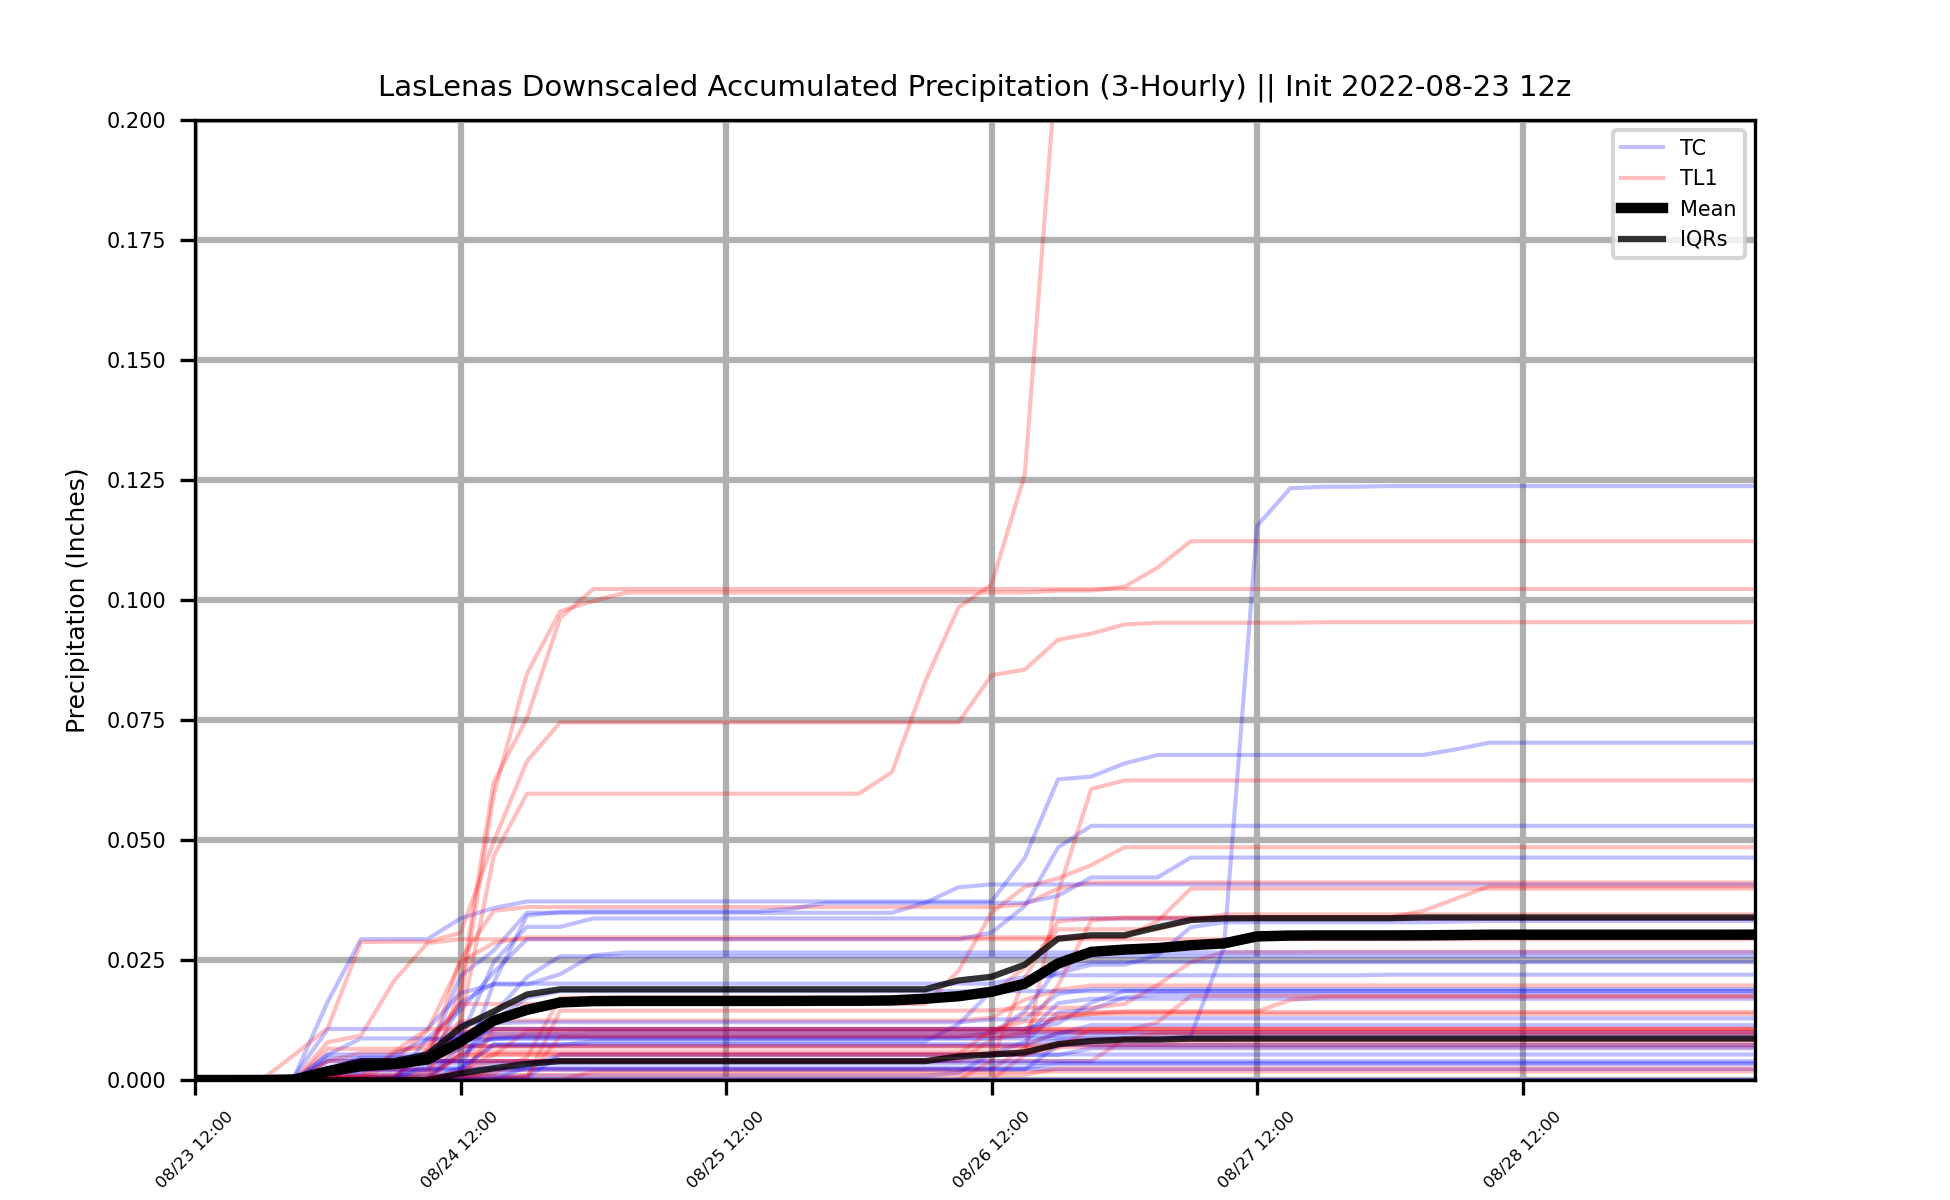 LasLenas Downscaled Accumulated Precipitation (3-Hourly) || Init 2022-08-23 12z
Precipitation (Inches)
0.200
0.175
0.150
0.125
0.100
0.075
0.050
0.025
0.000
TC
TL1
Mean
IQRs
08/23 12:00
08/24 12:00
08/25 12:00
08/26 12:00
08/27 12:00
08/28 12:00